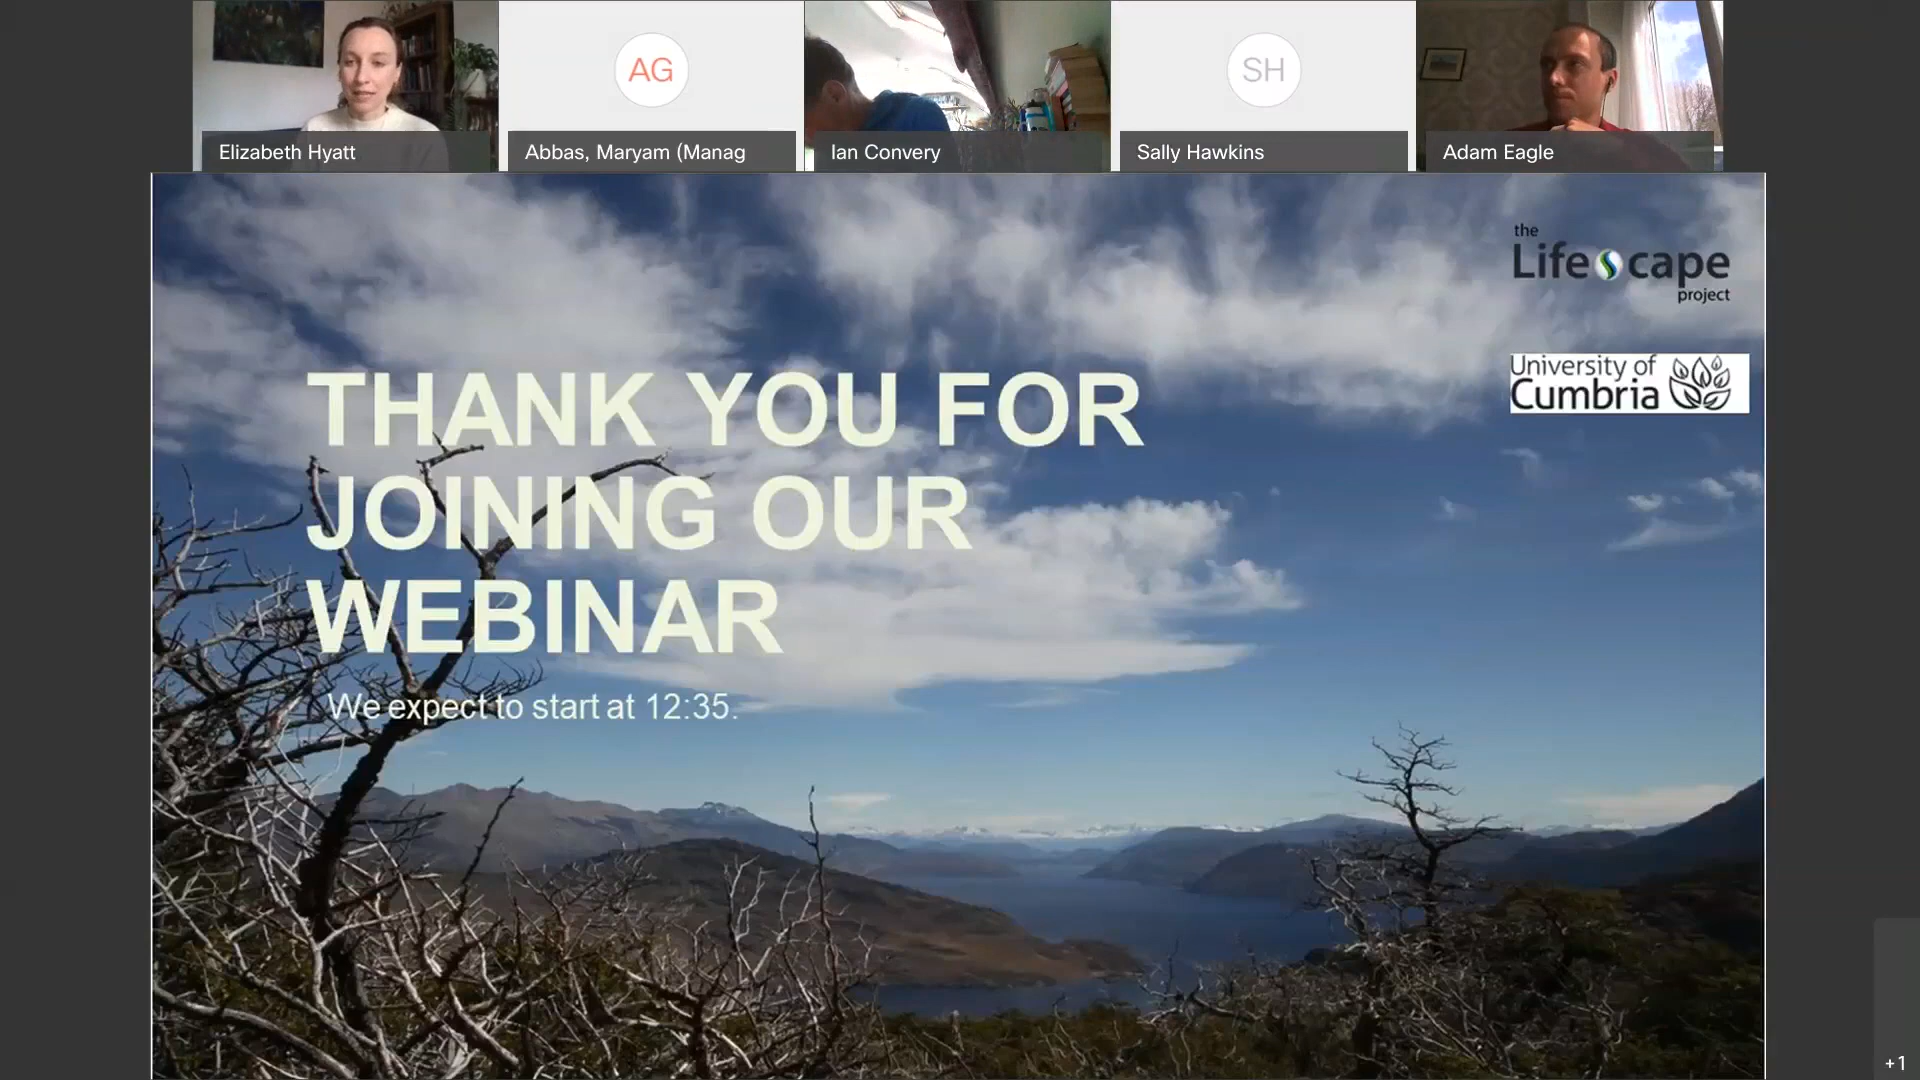 AG
SH
Elizabeth Hyatt
Abbas, Maryam (Manag
Ian Convery
Sally Hawkins
Adam Eagle
the
Lifescape
project
University of
Cumbria
THANK YOU FOR
JOINING OUR
WEBINAR
We expect to start at 12:35.
+1